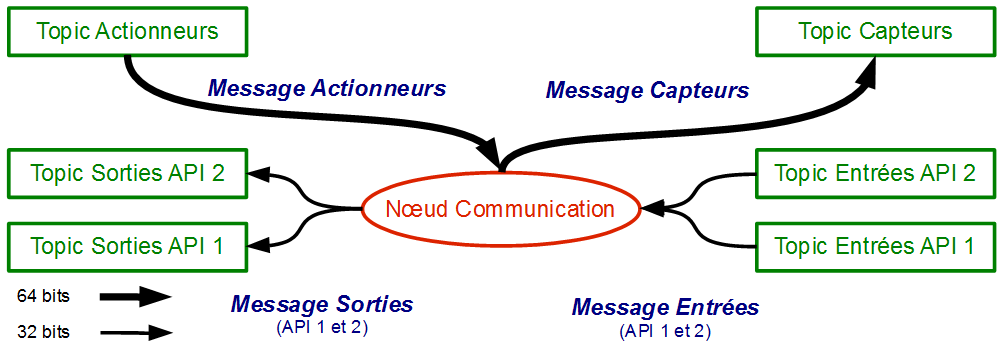 Topic Actionneurs
Topic Capteurs
Message Actionneurs
Message Capteurs
Topic Sorties API 2
Topic Entrées API 2
Nœud Communication
Topic Sorties API 1
Topic Entrées API 1
64 bits
Message Sorties
(API 1 et 2)
Message Entrées
(API 1 et 2)
32 bits